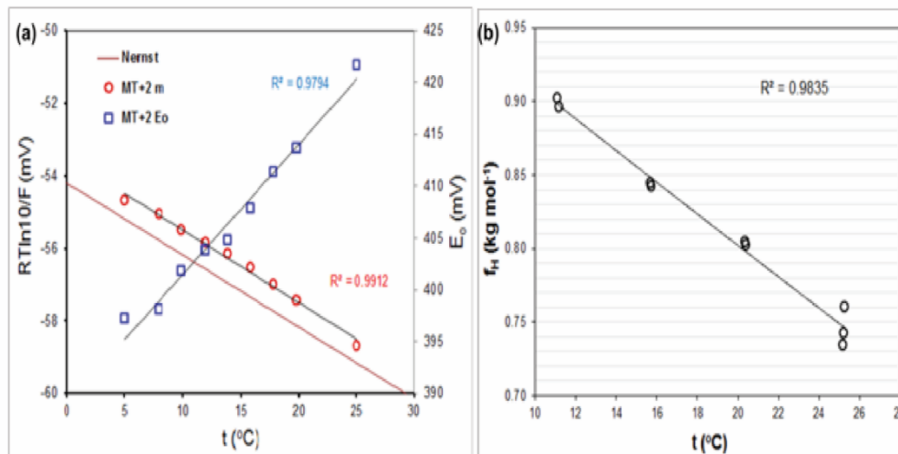 (a)
Nernst
MT+2 m
MT+2 Eo
R² = 0.9794
R² = 0.9912
RTln10/F (mV)
-50
-52
-54
-56
-58
-60
0
5
10
15
20
25
30
t (°C)
425
420
415
410
405
400
395
390
E₀ (mV)
(b)
R² = 0.9835
f_H (kg mol⁻¹)
0.95
0.90
0.85
0.80
0.75
0.70
10
12
14
16
18
20
22
24
26
28
t (°C)